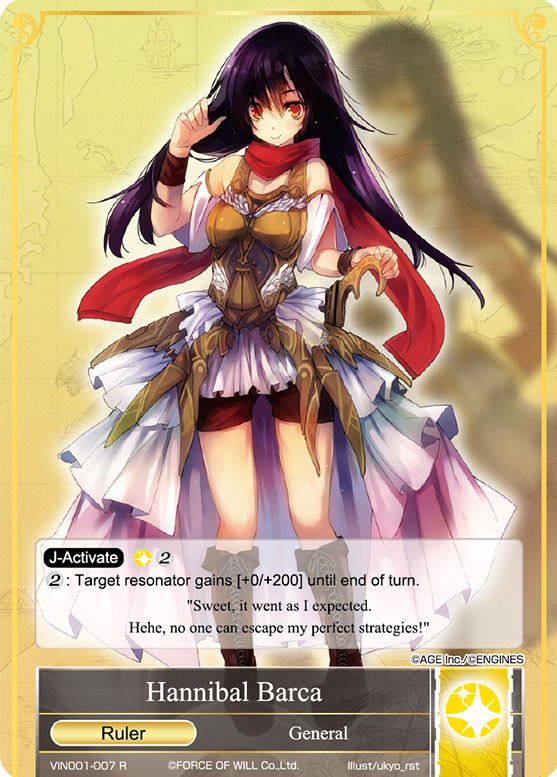 J-Activate 2
2 : Target resonator gains [+0/+200] until end of turn.
"Sweet, it went as I expected.
Hehe, no one can escape my perfect strategies!"
©AGE Inc./©ENGINES
Hannibal Barca
Ruler General
VIN001-007 R ©FORCE OF WILL Co.,Ltd. Illust/ukyo_rst